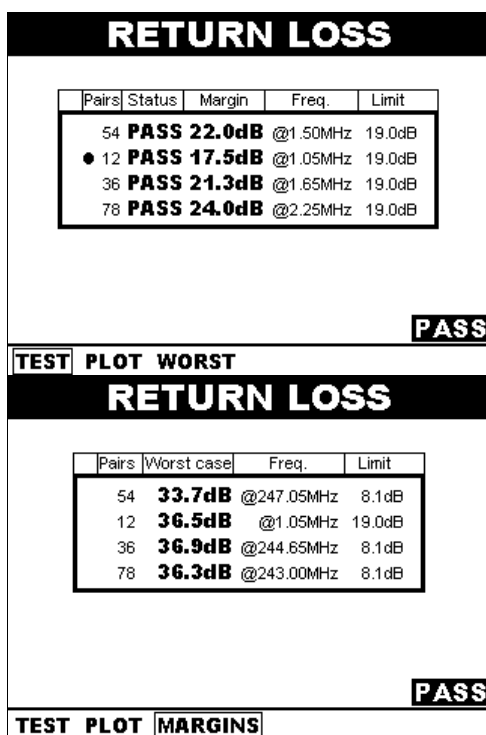 RETURN LOSS
Pairs Status Margin Freq. Limit
54 PASS 22.0dB @1.50MHz 19.0dB
● 12 PASS 17.5dB @1.05MHz 19.0dB
36 PASS 21.3dB @1.65MHz 19.0dB
78 PASS 24.0dB @2.25MHz 19.0dB
PASS
TEST PLOT WORST
RETURN LOSS
Pairs Worst case Freq. Limit
54 33.7dB @247.05MHz 8.1dB
12 36.5dB @1.05MHz 19.0dB
36 36.9dB @244.65MHz 8.1dB
78 36.3dB @243.00MHz 8.1dB
PASS
TEST PLOT MARGINS